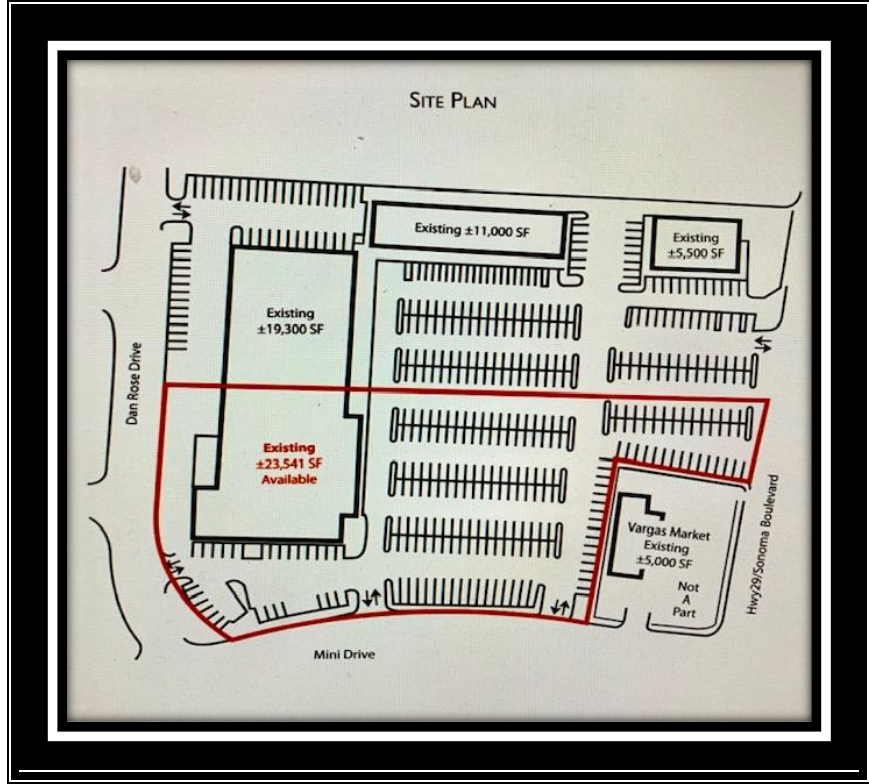 SITE PLAN
Existing ±11,000 SF
Existing
±5,500 SF
Existing
±19,300 SF
Dan Rose Drive
Existing
±23,541 SF
Available
Vargas Market
Existing
±5,000 SF
Not
A
Part
Hwy29/Sonoma Boulevard
Mini Drive